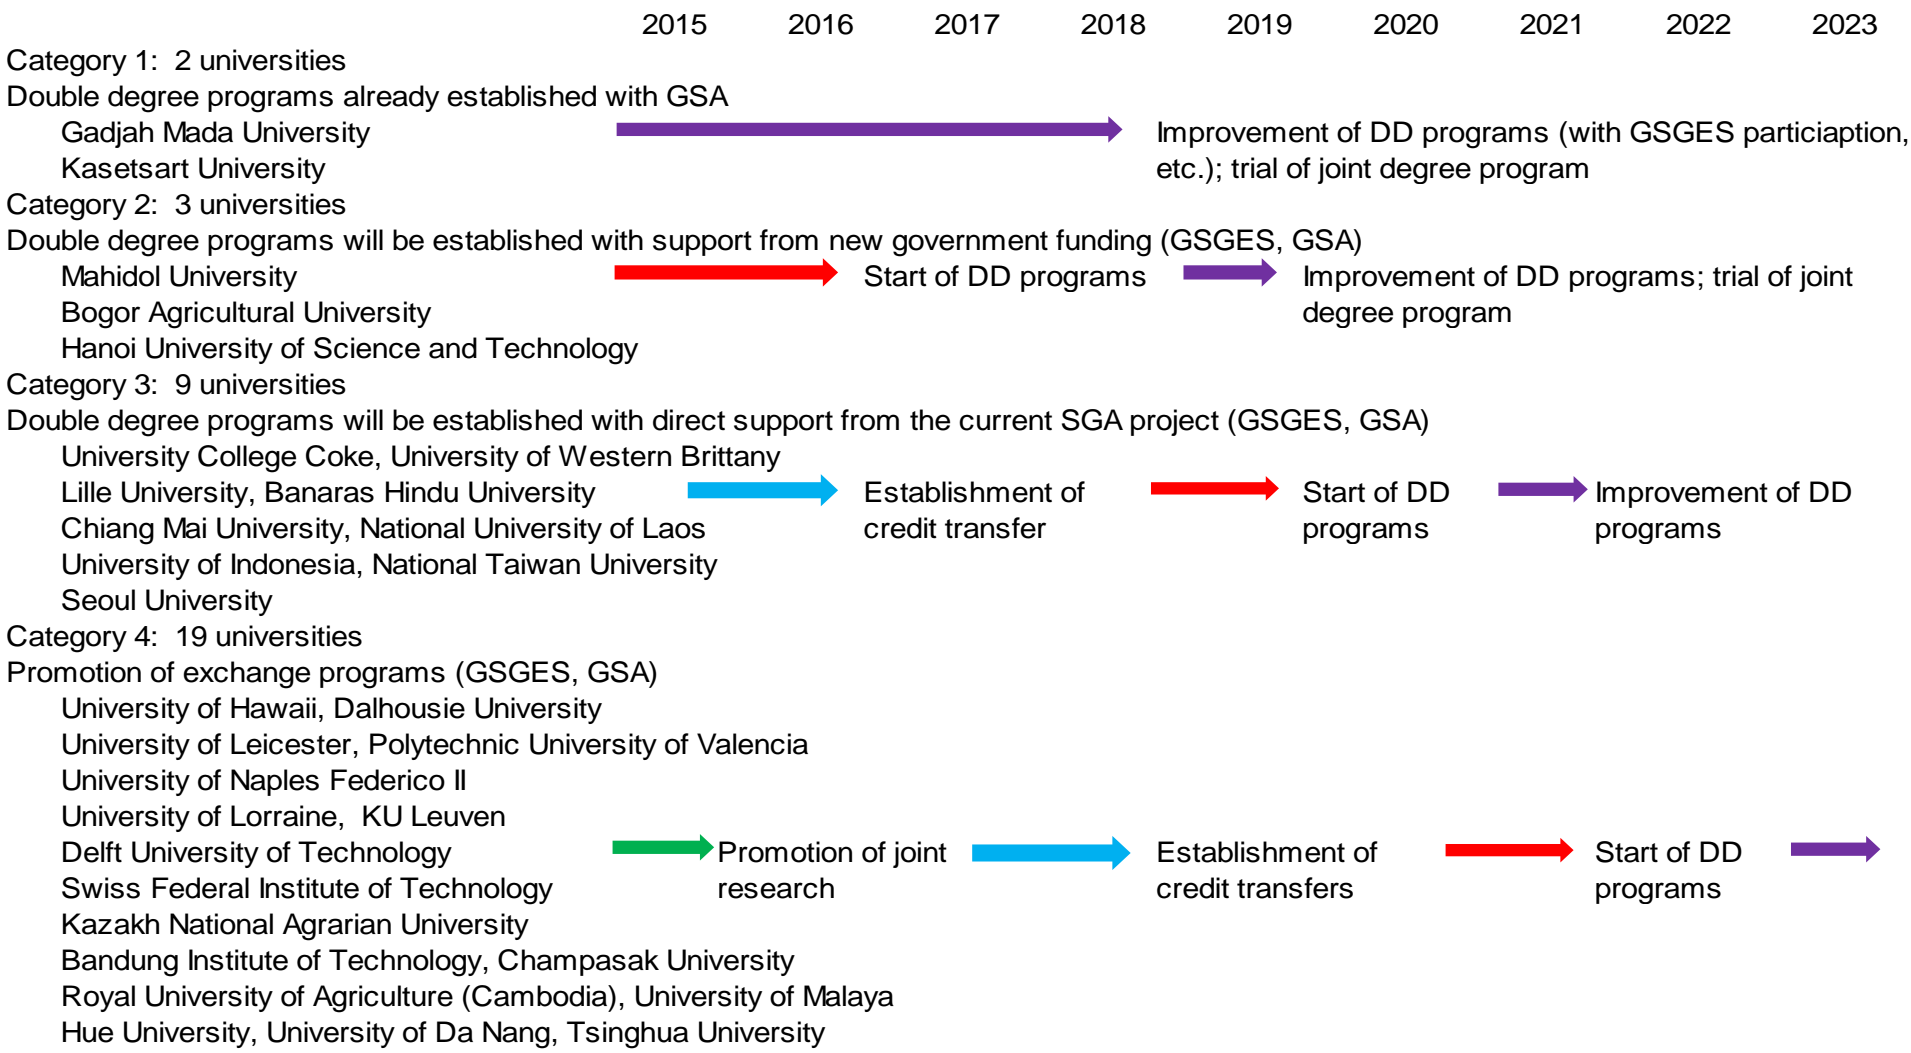 2015 2016 2017 2018 2019 2020 2021 2022 2023
Category 1: 2 universities
Double degree programs already established with GSA
Gadjah Mada University
Improvement of DD programs (with GSGES particiaption,
Kasetsart University
etc.); trial of joint degree program
Category 2: 3 universities
Double degree programs will be established with support from new government funding (GSGES, GSA)
Mahidol University
Start of DD programs
Improvement of DD programs; trial of joint
Bogor Agricultural University
degree program
Hanoi University of Science and Technology
Category 3: 9 universities
Double degree programs will be established with direct support from the current SGA project (GSGES, GSA)
University College Coke, University of Western Brittany
Lille University, Banaras Hindu University
Establishment of
Start of DD
Improvement of DD
Chiang Mai University, National University of Laos
credit transfer
programs
programs
University of Indonesia, National Taiwan University
Seoul University
Category 4: 19 universities
Promotion of exchange programs (GSGES, GSA)
University of Hawaii, Dalhousie University
University of Leicester, Polytechnic University of Valencia
University of Naples Federico II
University of Lorraine, KU Leuven
Delft University of Technology
Promotion of joint
Establishment of
Start of DD
Swiss Federal Institute of Technology
research
credit transfers
programs
Kazakh National Agrarian University
Bandung Institute of Technology, Champasak University
Royal University of Agriculture (Cambodia), University of Malaya
Hue University, University of Da Nang, Tsinghua University